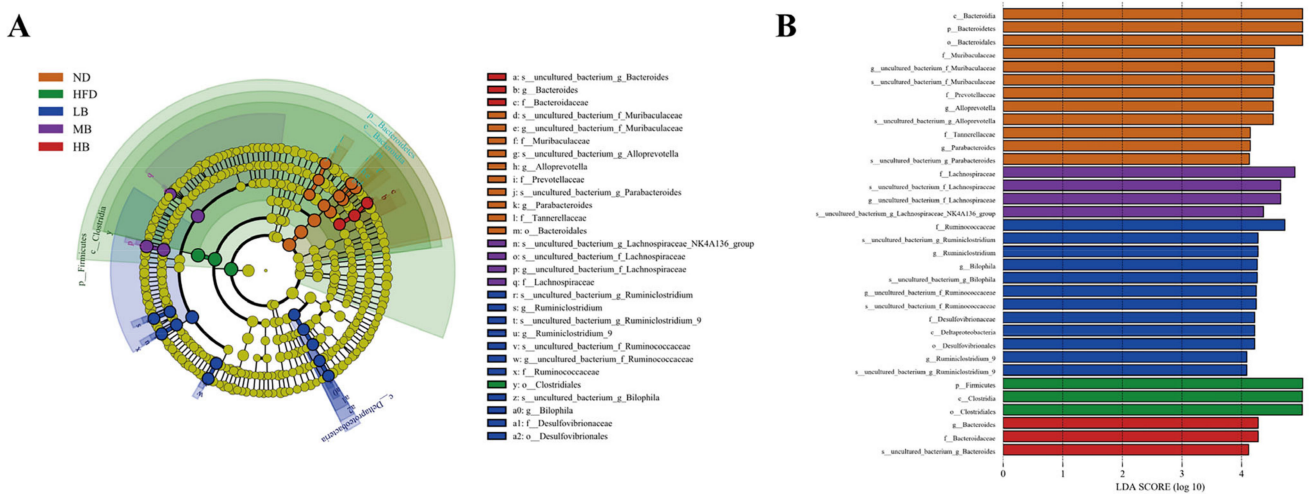 A
ND
HFD
LB
MB
HB
p__Bacteroidetes
c__Bacteroidia
p__Firmicutes
c__Clostridia
y
c__Deltaproteobacteria
a: s__uncultured_bacterium_g_Bacteroides
b: g__Bacteroides
c: f__Bacteroidaceae
d: s__uncultured_bacterium_f_Muribaculaceae
e: g__uncultured_bacterium_f_Muribaculaceae
f: f__Muribaculaceae
g: s__uncultured_bacterium_g_Alloprevotella
h: g__Alloprevotella
i: f__Prevotellaceae
j: s__uncultured_bacterium_g_Parabacteroides
k: g__Parabacteroides
l: f__Tannerellaceae
m: o__Bacteroidales
n: s__uncultured_bacterium_g_Lachnospiraceae_NK4A136_group
o: s__uncultured_bacterium_f_Lachnospiraceae
p: g__uncultured_bacterium_f_Lachnospiraceae
q: f__Lachnospiraceae
r: s__uncultured_bacterium_g_Ruminiclostridium
s: g__Ruminiclostridium
t: s__uncultured_bacterium_g_Ruminiclostridium_9
u: g__Ruminiclostridium_9
v: s__uncultured_bacterium_f_Ruminococcaceae
w: g__uncultured_bacterium_f_Ruminococcaceae
x: f__Ruminococcaceae
y: o__Clostridiales
z: s__uncultured_bacterium_g_Bilophila
a0: g__Bilophila
a1: f__Desulfovibrionaceae
a2: o__Desulfovibrionales
B
c__Bacteroidia
p__Bacteroidetes
o__Bacteroidales
f__Muribaculaceae
g__uncultured_bacterium_f_Muribaculaceae
s__uncultured_bacterium_f_Muribaculaceae
f__Prevotellaceae
g__Alloprevotella
s__uncultured_bacterium_g_Alloprevotella
f__Tannerellaceae
g__Parabacteroides
s__uncultured_bacterium_g_Parabacteroides
f__Lachnospiraceae
s__uncultured_bacterium_f_Lachnospiraceae
g__uncultured_bacterium_f_Lachnospiraceae
s__uncultured_bacterium_g_Lachnospiraceae_NK4A136_group
f__Ruminococcaceae
s__uncultured_bacterium_g_Ruminiclostridium
g__Ruminiclostridium
g__Bilophila
s__uncultured_bacterium_g_Bilophila
g__uncultured_bacterium_f_Ruminococcaceae
s__uncultured_bacterium_f_Ruminococcaceae
f__Desulfovibrionaceae
c__Deltaproteobacteria
o__Desulfovibrionales
g__Ruminiclostridium_9
s__uncultured_bacterium_g_Ruminiclostridium_9
p__Firmicutes
c__Clostridia
o__Clostridiales
g__Bacteroides
f__Bacteroidaceae
s__uncultured_bacterium_g_Bacteroides
0 1 2 3 4
LDA SCORE (log 10)